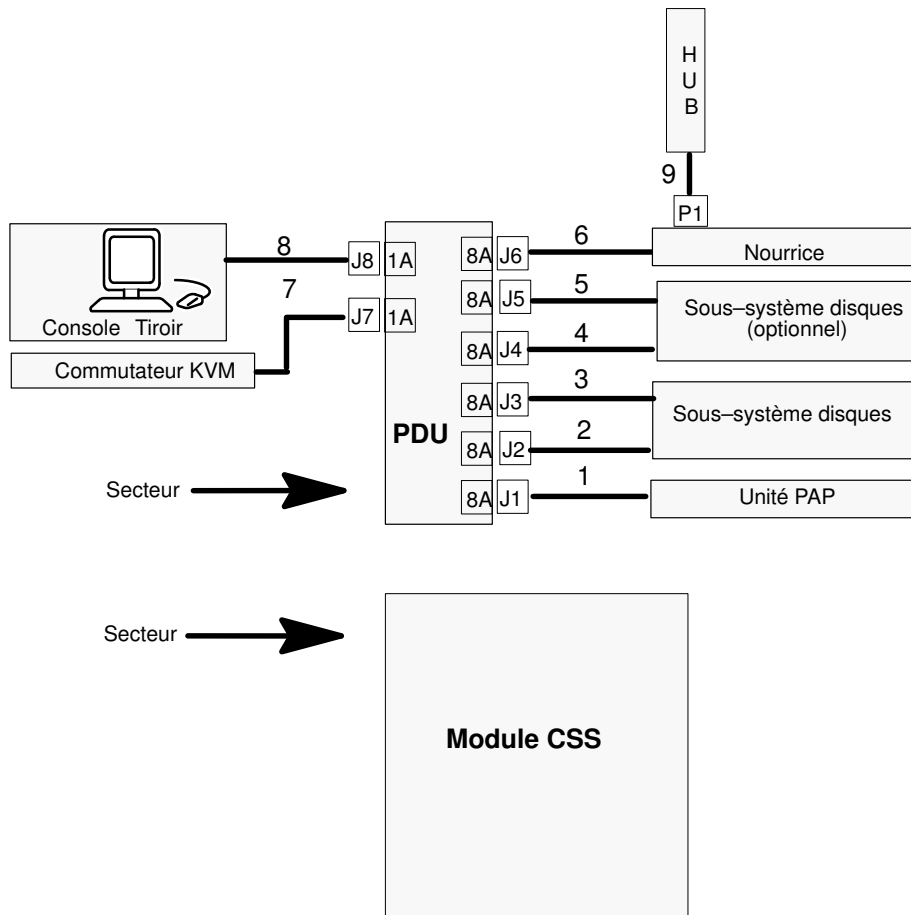 H
U
B
9
P1
8
J8 1A
8A J6
6
Nourrice
7
J7 1A
8A J5
5
Sous–système disques
(optionnel)
Console Tiroir
8A J4
4
Commutateur KVM
8A J3
3
Sous–système disques
PDU
8A J2
2
Secteur
8A J1
1
Unité PAP
Secteur
Module CSS